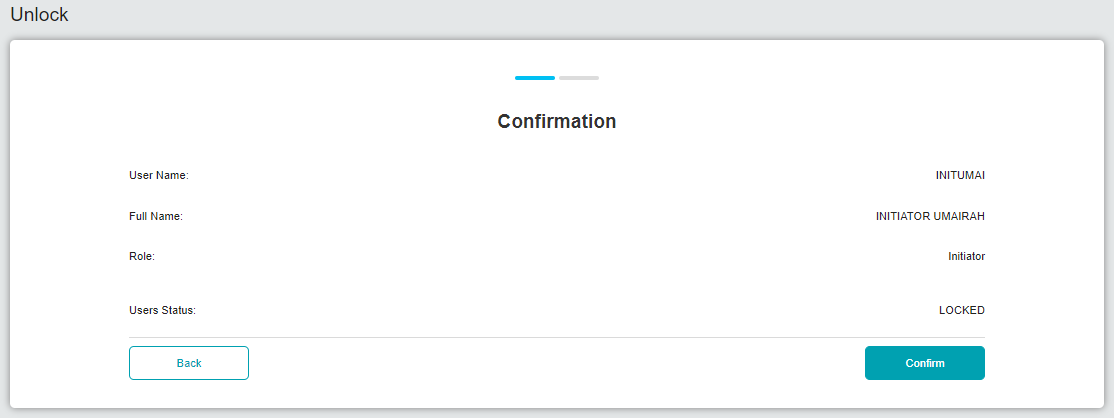 Unlock
Confirmation
User Name: INITUMAI
Full Name: INITIATOR UMAIRAH
Role: Initiator
Users Status: LOCKED
Back Confirm